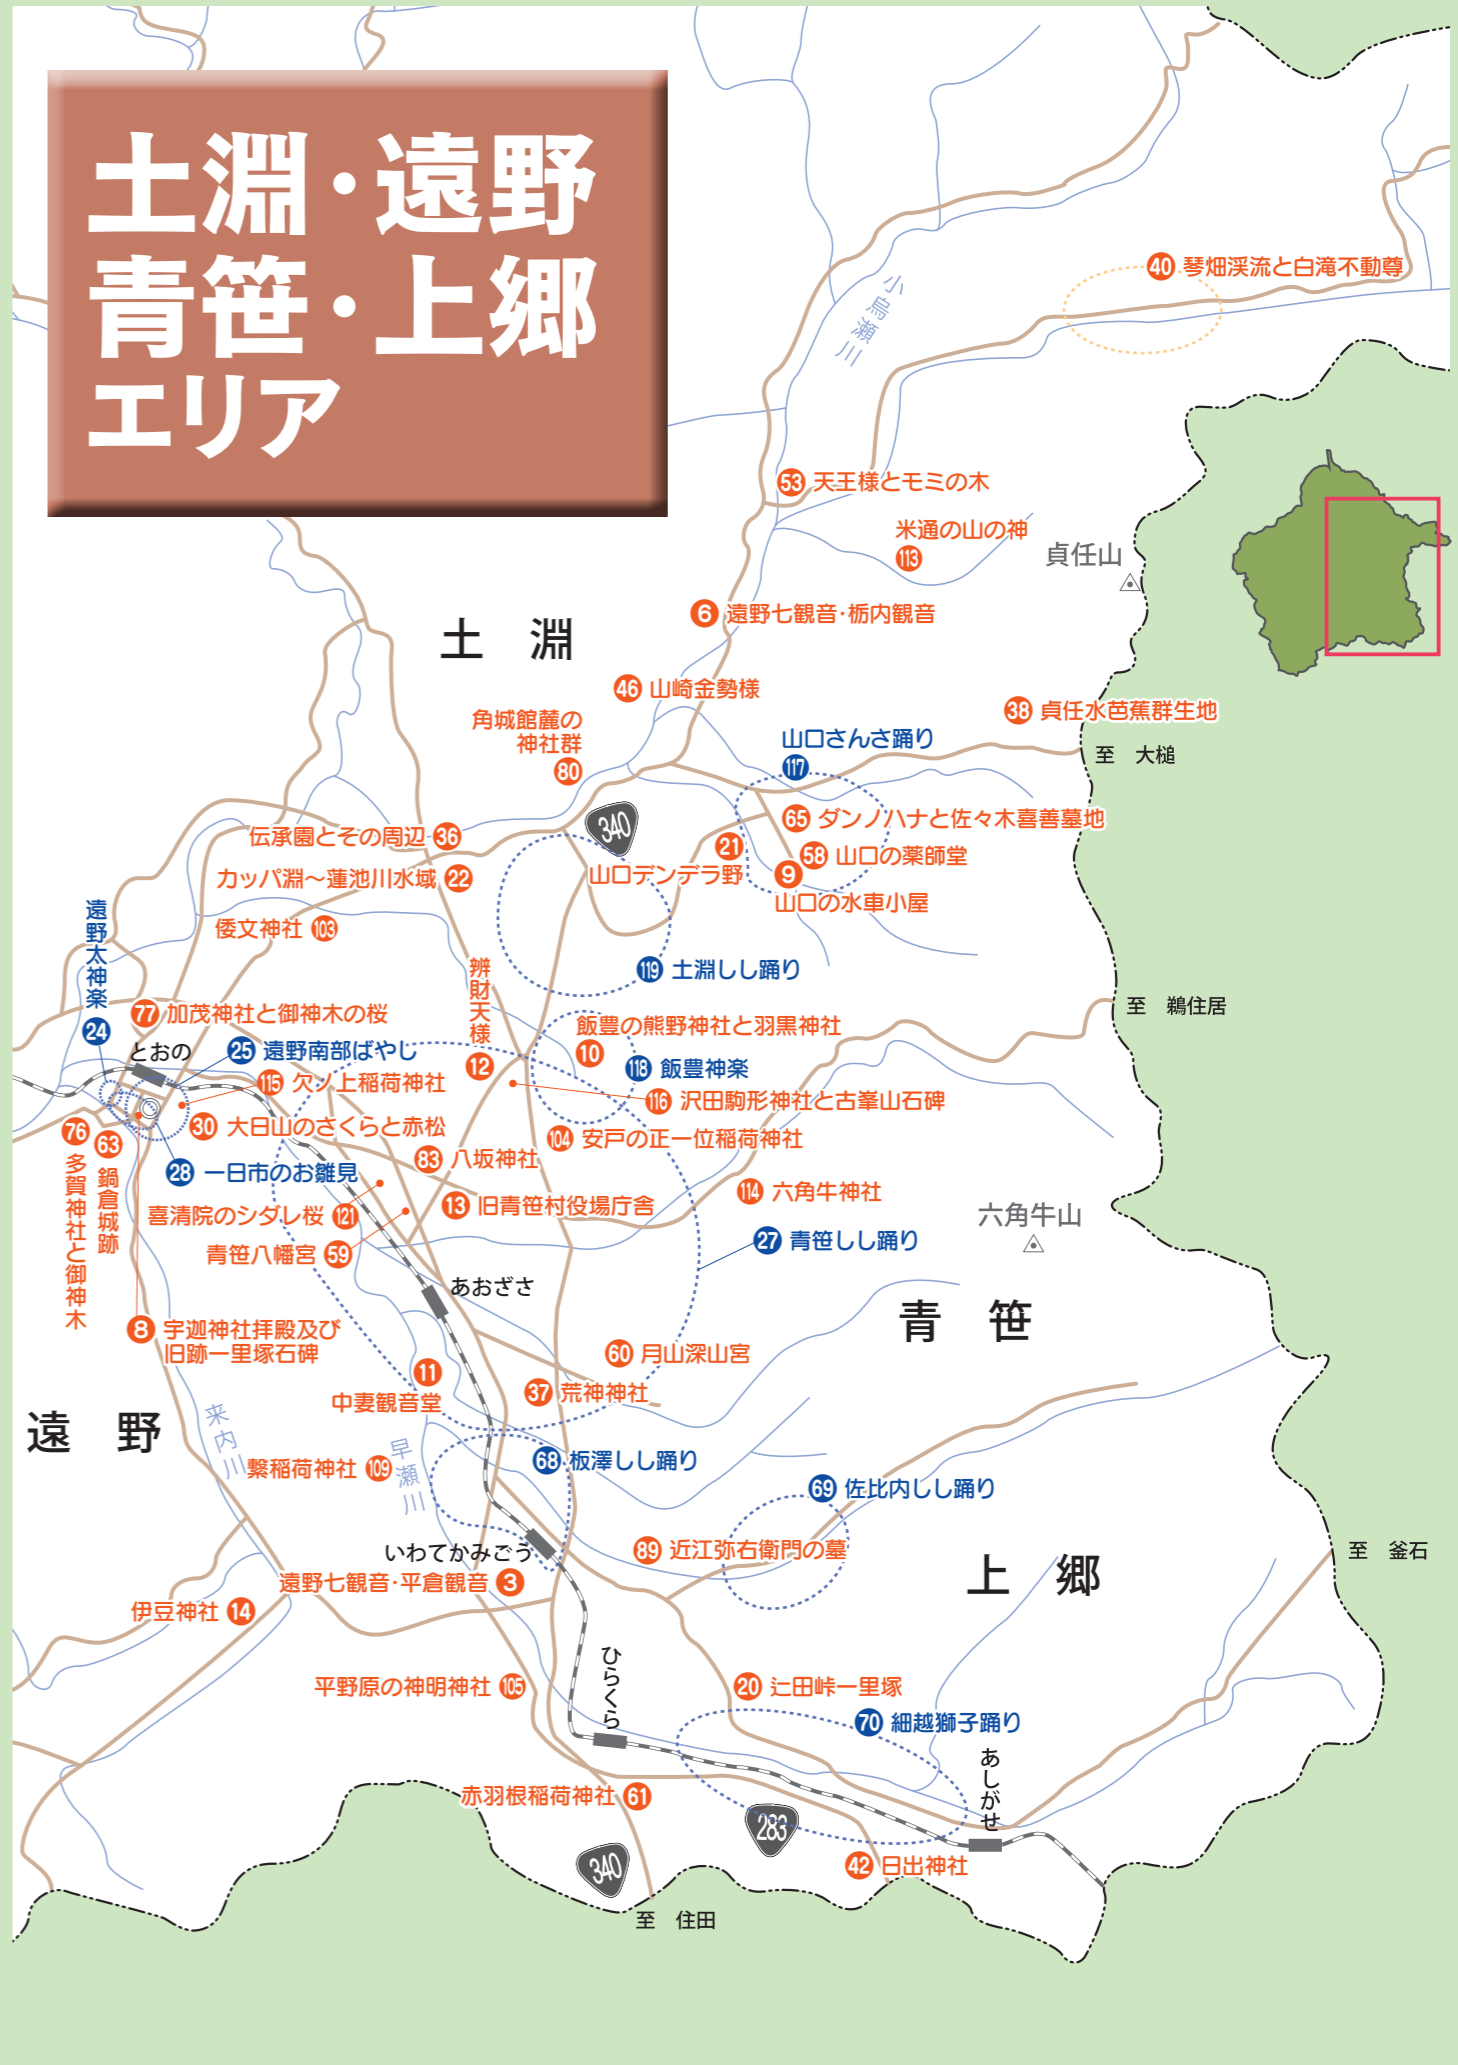 土淵・遠野
青笹・上郷
エリア
小烏瀬川
40 琴畑渓流と白滝不動尊
53 天王様とモミの木
米通の山の神
113
貞任山
6 遠野七観音・栃内観音
土 淵
46 山崎金勢様
38 貞任水芭蕉群生地
角城館麓の
神社群
80
山口さんさ踊り
117
至 大槌
340
65 ダンノハナと佐々木喜善墓地
伝承園とその周辺 36
21
山口デンデラ野
58 山口の薬師堂
9
山口の水車小屋
カッパ淵～蓮池川水域 22
遠野太神楽
24
倭文神社 103
辨財天様
12
119 土淵しし踊り
77 加茂神社と御神木の桜
至 鵜住居
飯豊の熊野神社と羽黒神社
10
とおの
25 遠野南部ばやし
118 飯豊神楽
115 欠ノ上稲荷神社
116 沢田駒形神社と古峯山石碑
30 大日山のさくらと赤松
76
多賀神社と御神木
63
鍋倉城跡
104 安戸の正一位稲荷神社
83 八坂神社
28 一日市のお雛見
114 六角牛神社
13 旧青笹村役場庁舎
喜清院のシダレ桜 121
六角牛山
27 青笹しし踊り
青笹八幡宮 59
あおざさ
青 笹
8 宇迦神社拝殿及び
旧跡一里塚石碑
60 月山深山宮
11
中妻観音堂
37 荒神神社
遠 野
来内川
早瀬川
68 板澤しし踊り
繋稲荷神社 109
69 佐比内しし踊り
いわてかみごう
89 近江弥右衛門の墓
至 釜石
上 郷
遠野七観音・平倉観音 3
伊豆神社 14
ひらくら
平野原の神明神社 105
20 辷田峠一里塚
70 細越獅子踊り
あしがせ
赤羽根稲荷神社 61
283
340
42 日出神社
至 住田